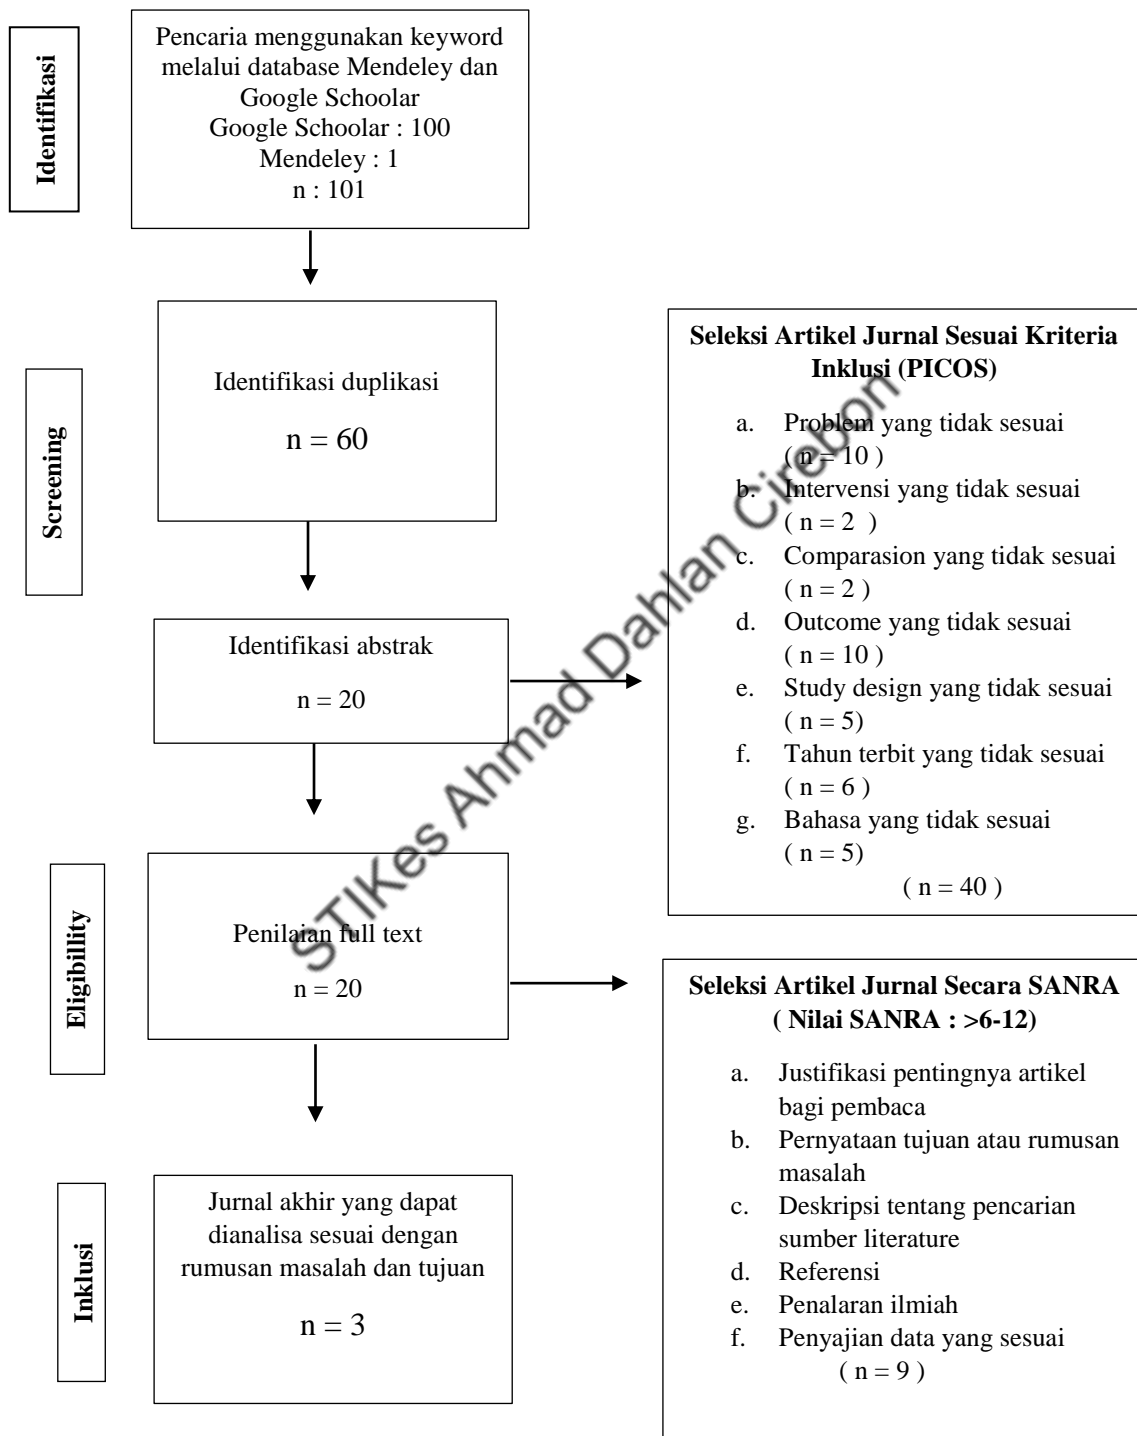 Identifikasi
Pencaria menggunakan keyword
melalui database Mendeley dan
Google Schoolar
Google Schoolar : 100
Mendeley : 1
n : 101
Screening
Identifikasi duplikasi
n = 60
Identifikasi abstrak
n = 20
Seleksi Artikel Jurnal Sesuai Kriteria
Inklusi (PICOS)
a. Problem yang tidak sesuai
( n = 10 )
b. Intervensi yang tidak sesuai
( n = 2 )
c. Comparasion yang tidak sesuai
( n = 2 )
d. Outcome yang tidak sesuai
( n = 10 )
e. Study design yang tidak sesuai
( n = 5)
f. Tahun terbit yang tidak sesuai
( n = 6 )
g. Bahasa yang tidak sesuai
( n = 5)
( n = 40 )
Eligibillity
Penilaian full text
n = 20
Seleksi Artikel Jurnal Secara SANRA
( Nilai SANRA : >6-12)
a. Justifikasi pentingnya artikel
bagi pembaca
b. Pernyataan tujuan atau rumusan
masalah
c. Deskripsi tentang pencarian
sumber literature
d. Referensi
e. Penalaran ilmiah
f. Penyajian data yang sesuai
( n = 9 )
Inklusi
Jurnal akhir yang dapat
dianalisa sesuai dengan
rumusan masalah dan tujuan
n = 3
STIKes Ahmad Dahlan Cirebon